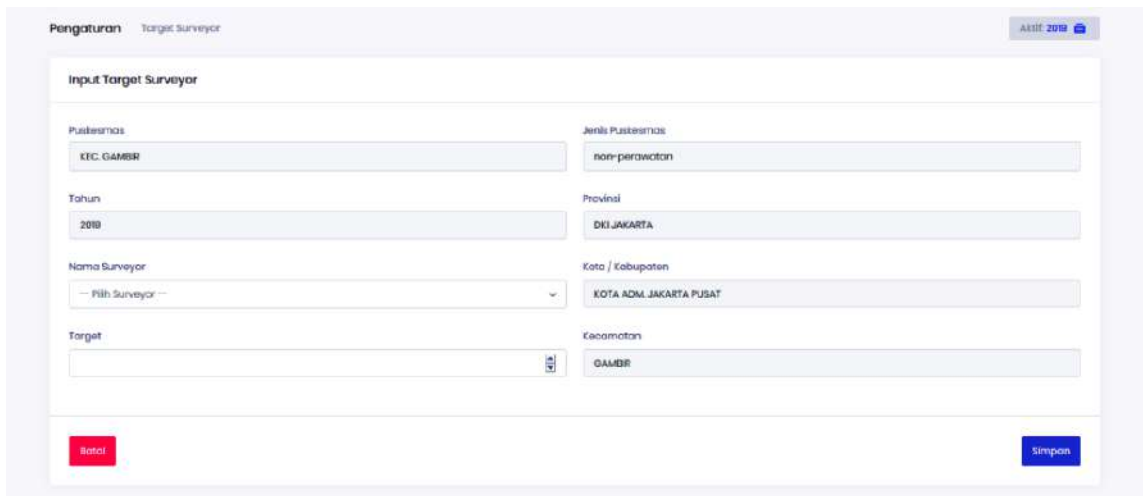 Pengaturan Target Surveyor
Aktif: 2019
Input Target Surveyor
Puskesmas
KEC. GAMBIR
Jenis Puskesmas
non-perawatan
Tahun
2019
Provinsi
DKI JAKARTA
Nama Surveyor
--- Pilih Surveyor ---
Kota / Kabupaten
KOTA ADM. JAKARTA PUSAT
Target
Kecamatan
GAMBIR
Batal
Simpan